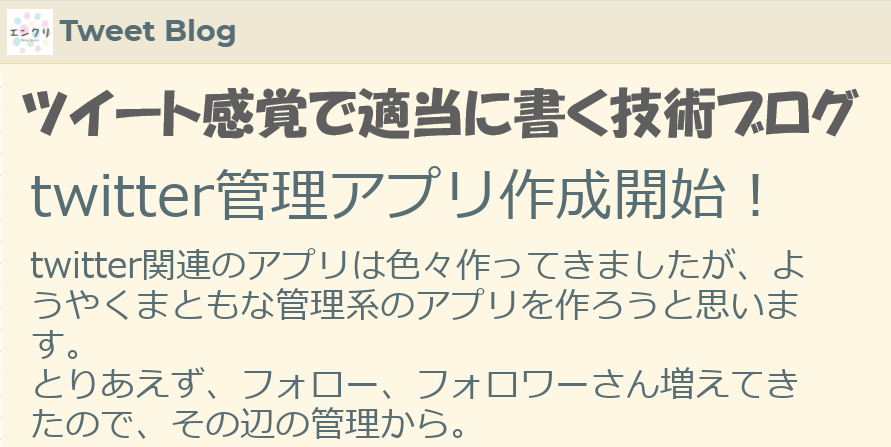 エンクリ
Tweet Blog
ツイート感覚で適当に書く技術ブログ
twitter管理アプリ作成開始！
twitter関連のアプリは色々作ってきましたが、よ
うやくまともな管理系のアプリを作ろうと思いま
す。
とりあえず、フォロー、フォロワーさん増えてき
たので、その辺の管理から。